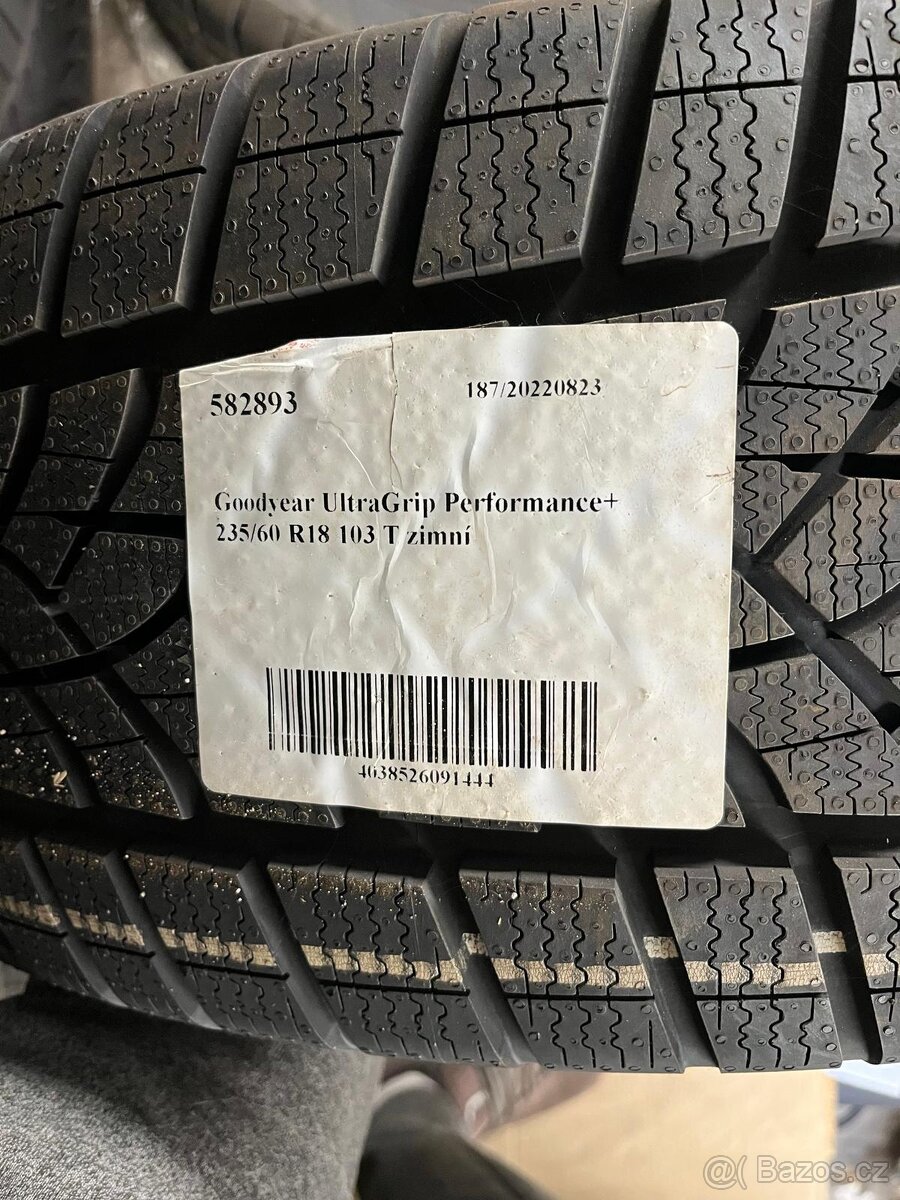 582893
187/20220823
Goodyear UltraGrip Performance+
235/60 R18 103 T zimní
4038526091444
@( Bazos.cz